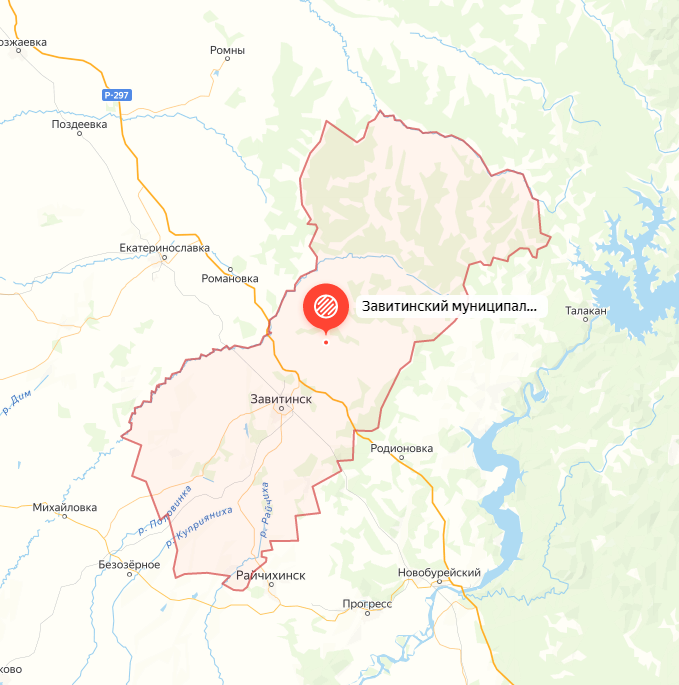 озжаевка
Ромны
Р-297
Поздеевка
Екатеринославка
Романовка
Завитинский муниципал...
Талакан
р. Дим
Завитинск
Родионовка
Михайловка
р. Половинка
р. Куприяниха
р. Райчиха
Безозёрное
Райчихинск
Новобурейский
Прогресс
ково